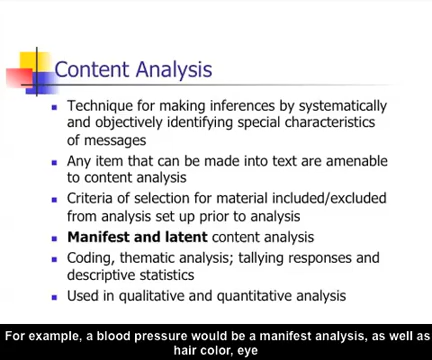 Content Analysis
Technique for making inferences by systematically
and objectively identifying special characteristics
of messages
Any item that can be made into text are amenable
to content analysis
Criteria of selection for material included/excluded
from analysis set up prior to analysis
Manifest and latent content analysis
Coding, thematic analysis; tallying responses and
descriptive statistics
Used in qualitative and quantitative analysis
For example, a blood pressure would be a manifest analysis, as well as
hair color, eye